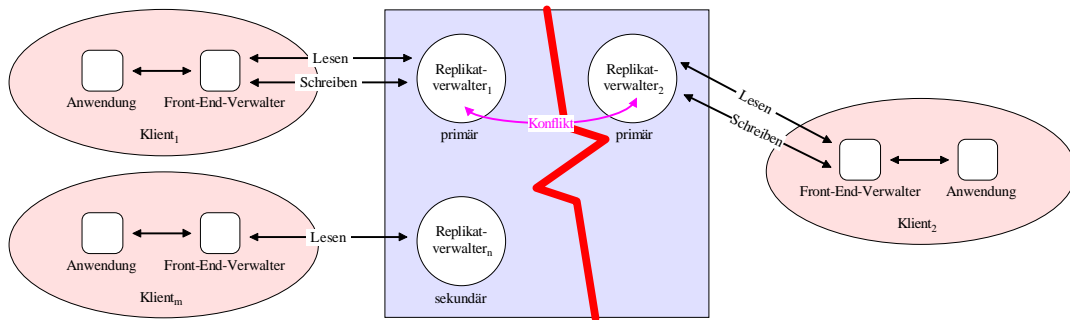 Anwendung
Front-End-Verwalter
Klient1
Lesen
Schreiben
Replikat-
verwalter1
primär
Konflikt
Replikat-
verwalter2
primär
Lesen
Schreiben
Front-End-Verwalter
Anwendung
Klient2
Anwendung
Front-End-Verwalter
Klientm
Lesen
Replikat-
verwaltern
sekundär